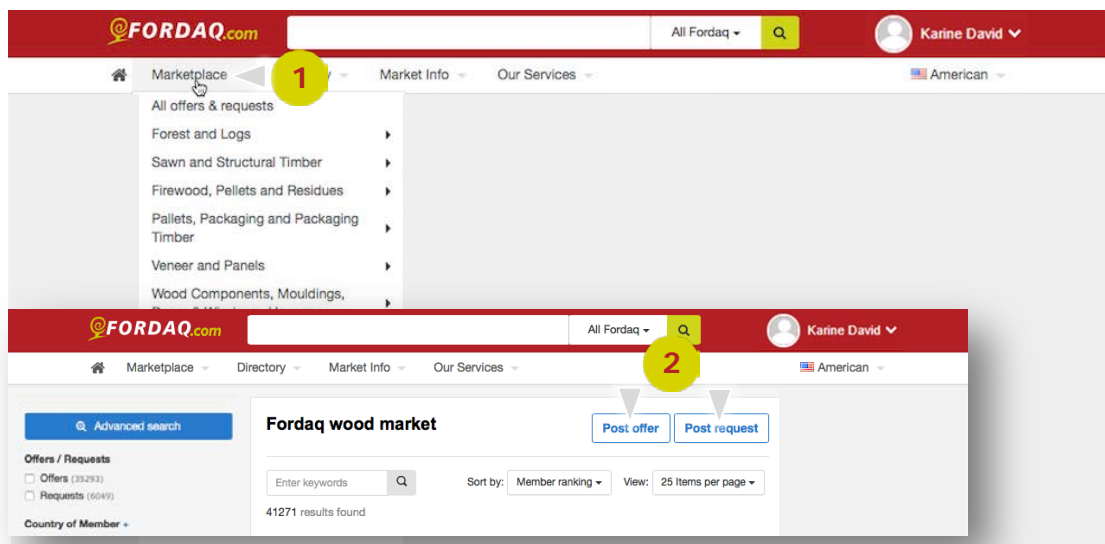 FORDAQ.com
All Fordaq
Karine David
Marketplace
1
Market Info
Our Services
American
All offers & requests
Forest and Logs
Sawn and Structural Timber
Firewood, Pellets and Residues
Pallets, Packaging and Packaging
Timber
Veneer and Panels
Wood Components, Mouldings,
FORDAQ.com
All Fordaq
Karine David
Marketplace
Directory
Market Info
Our Services
2
American
Advanced search
Fordaq wood market
Post offer
Post request
Offers / Requests
Offers (35293)
Requests (6049)
Country of Member +
Enter keywords
Sort by:
Member ranking
View:
25 Items per page
41271 results found